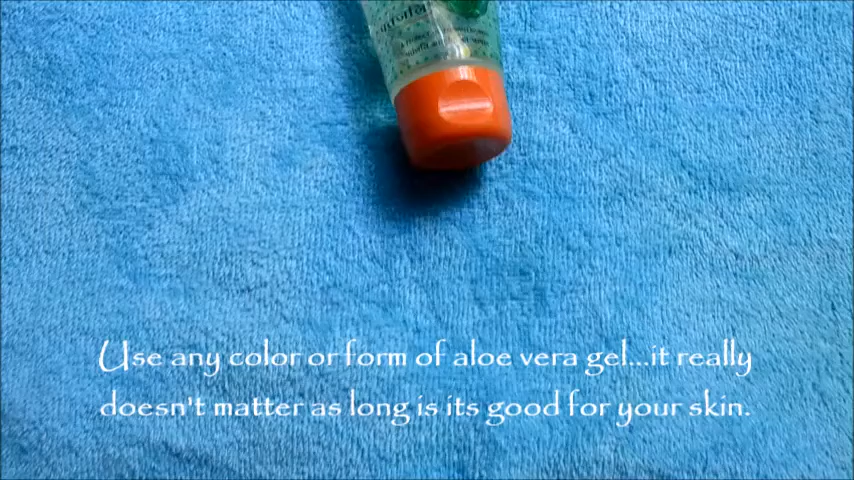 Use any color or form of aloe vera gel...it really
doesn't matter as long is its good for your skin.